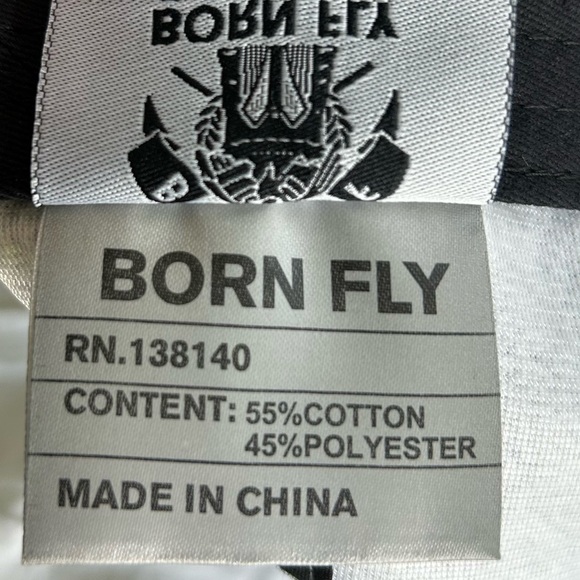 BORN FLY
B F
BORN FLY
RN.138140
CONTENT: 55%COTTON
45%POLYESTER
MADE IN CHINA